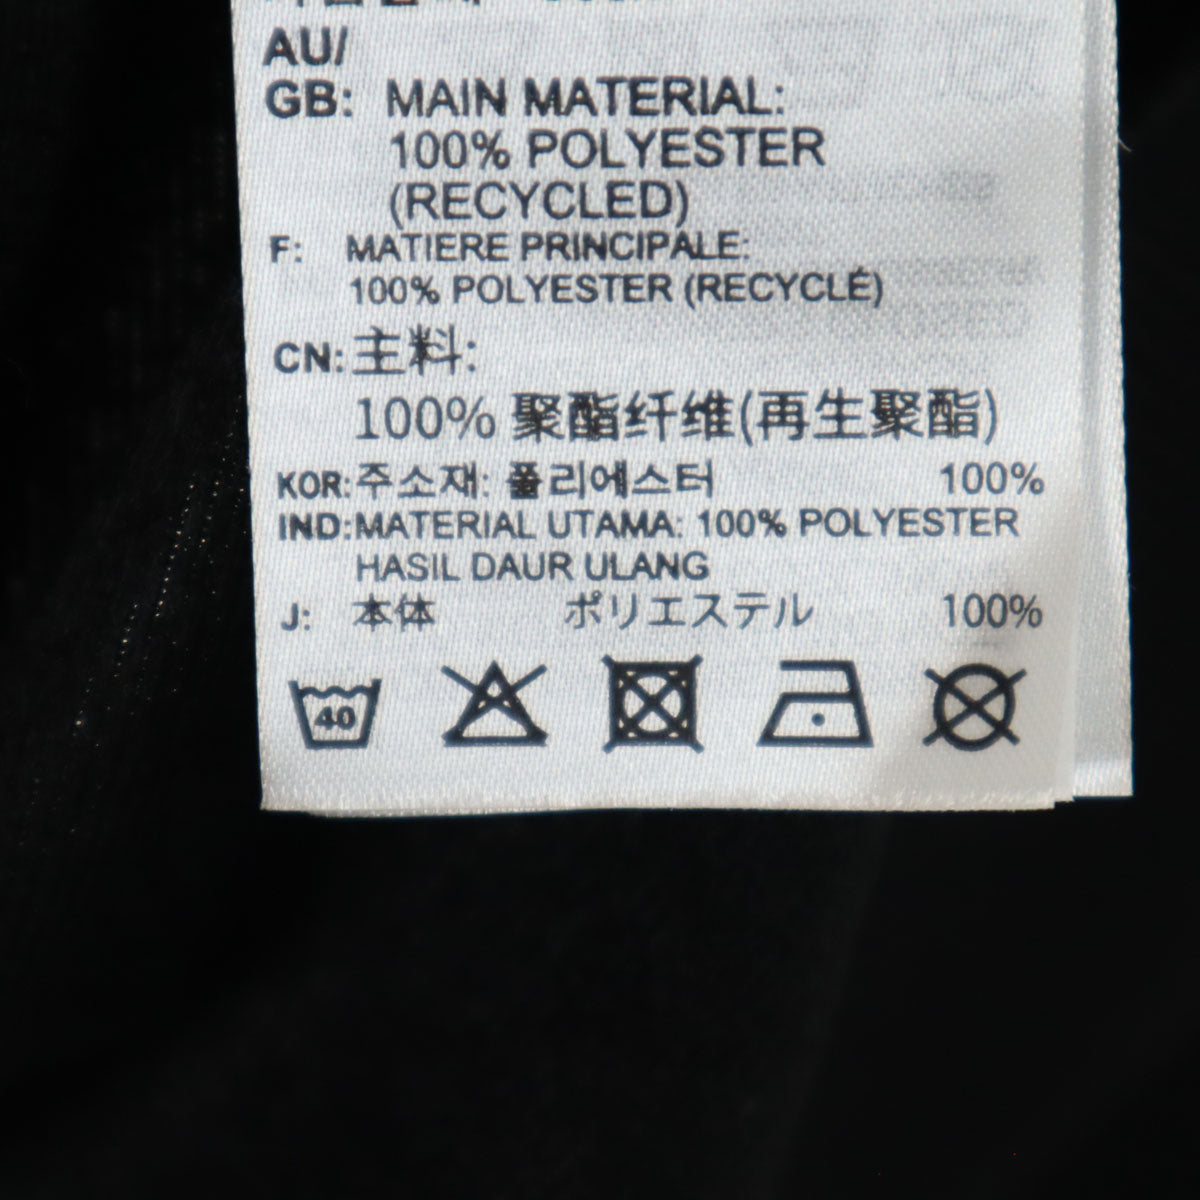 AU/
GB: MAIN MATERIAL:
100% POLYESTER
(RECYCLED)
F: MATIERE PRINCIPALE:
100% POLYESTER (RECYCLÉ)
CN:主料:
100% 聚酯纤维(再生聚酯)
KOR:주소재: 폴리에스터 100%
IND:MATERIAL UTAMA: 100% POLYESTER
HASIL DAUR ULANG
J: 本体 ポリエステル 100%
40